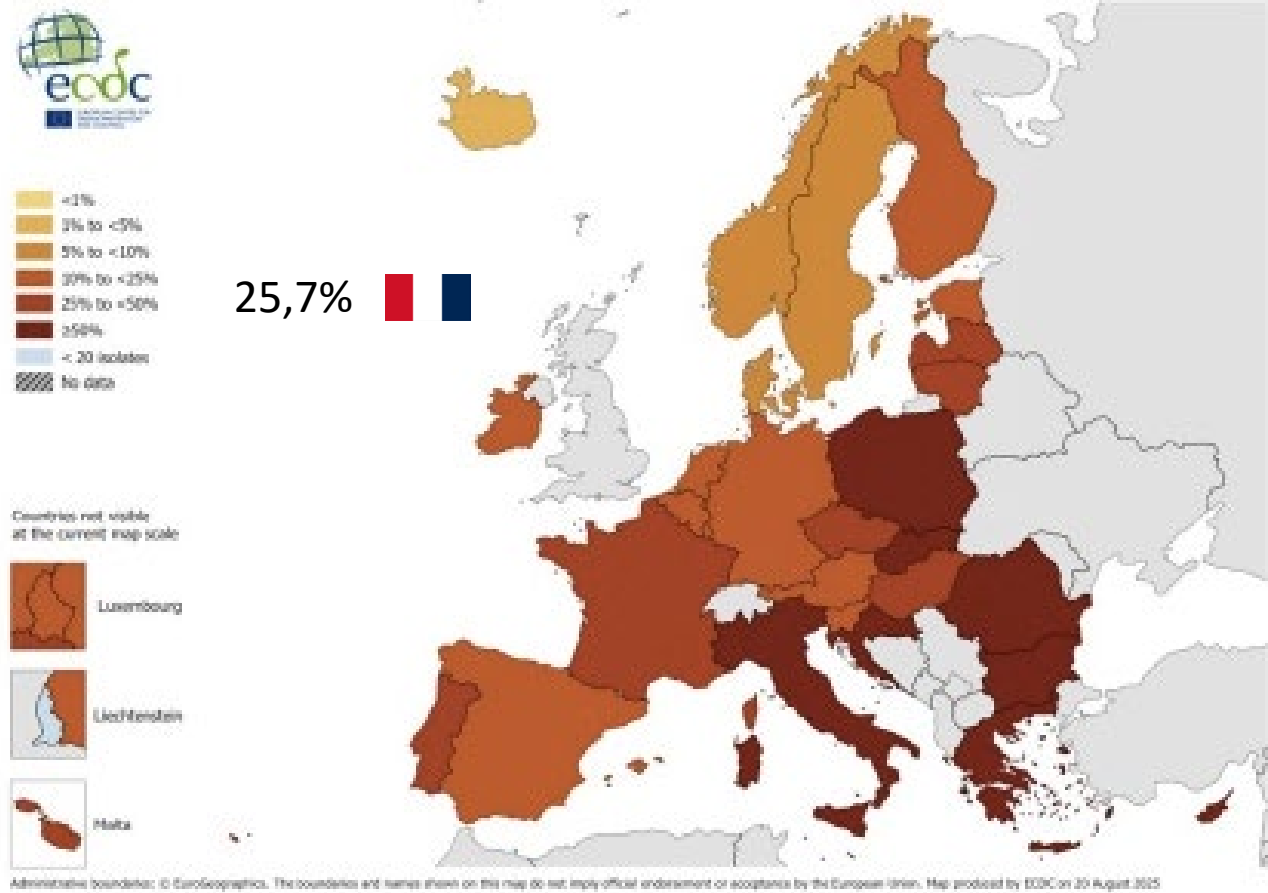 ecdc
<1%
1% to <5%
5% to <10%
10% to <25%
25% to <50%
≥50%
< 20 isolates
No data
25,7%
Countries not visible
at the current map scale
Luxembourg
Liechtenstein
Malta
Administrative boundaries: © EuroGeographics. The boundaries and names shown on this map do not imply official endorsement or acceptance by the European Union. Map produced by ECDC on 20 August 2025